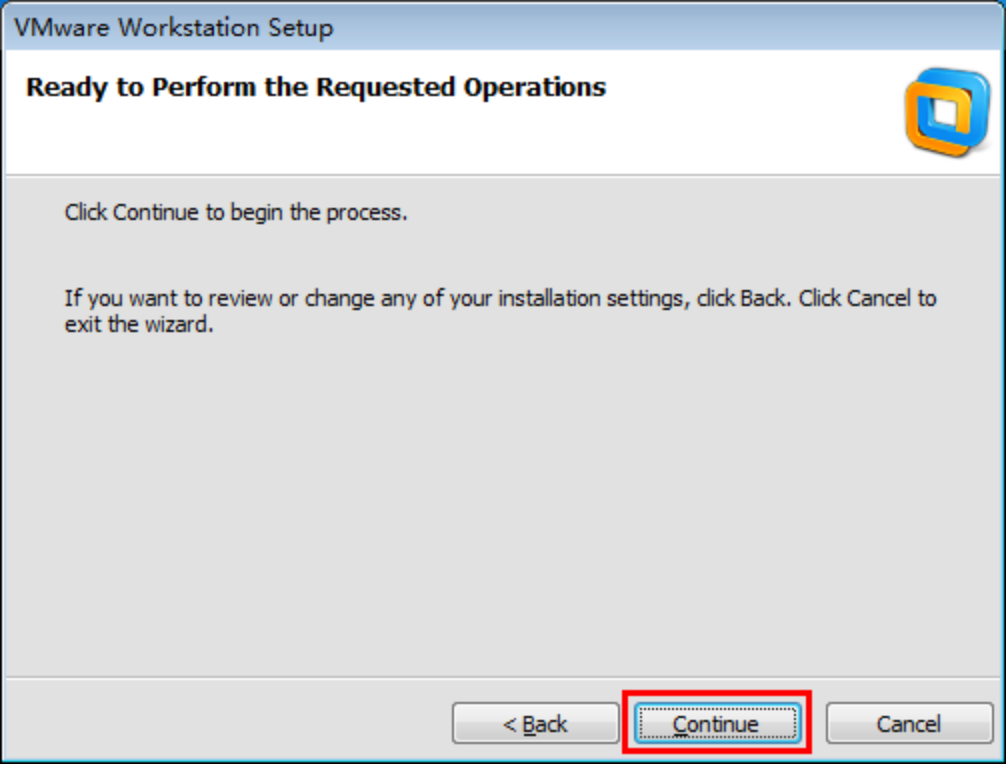 VMware Workstation Setup
Ready to Perform the Requested Operations
Click Continue to begin the process.
If you want to review or change any of your installation settings, click Back. Click Cancel to
exit the wizard.
< Back
Continue
Cancel